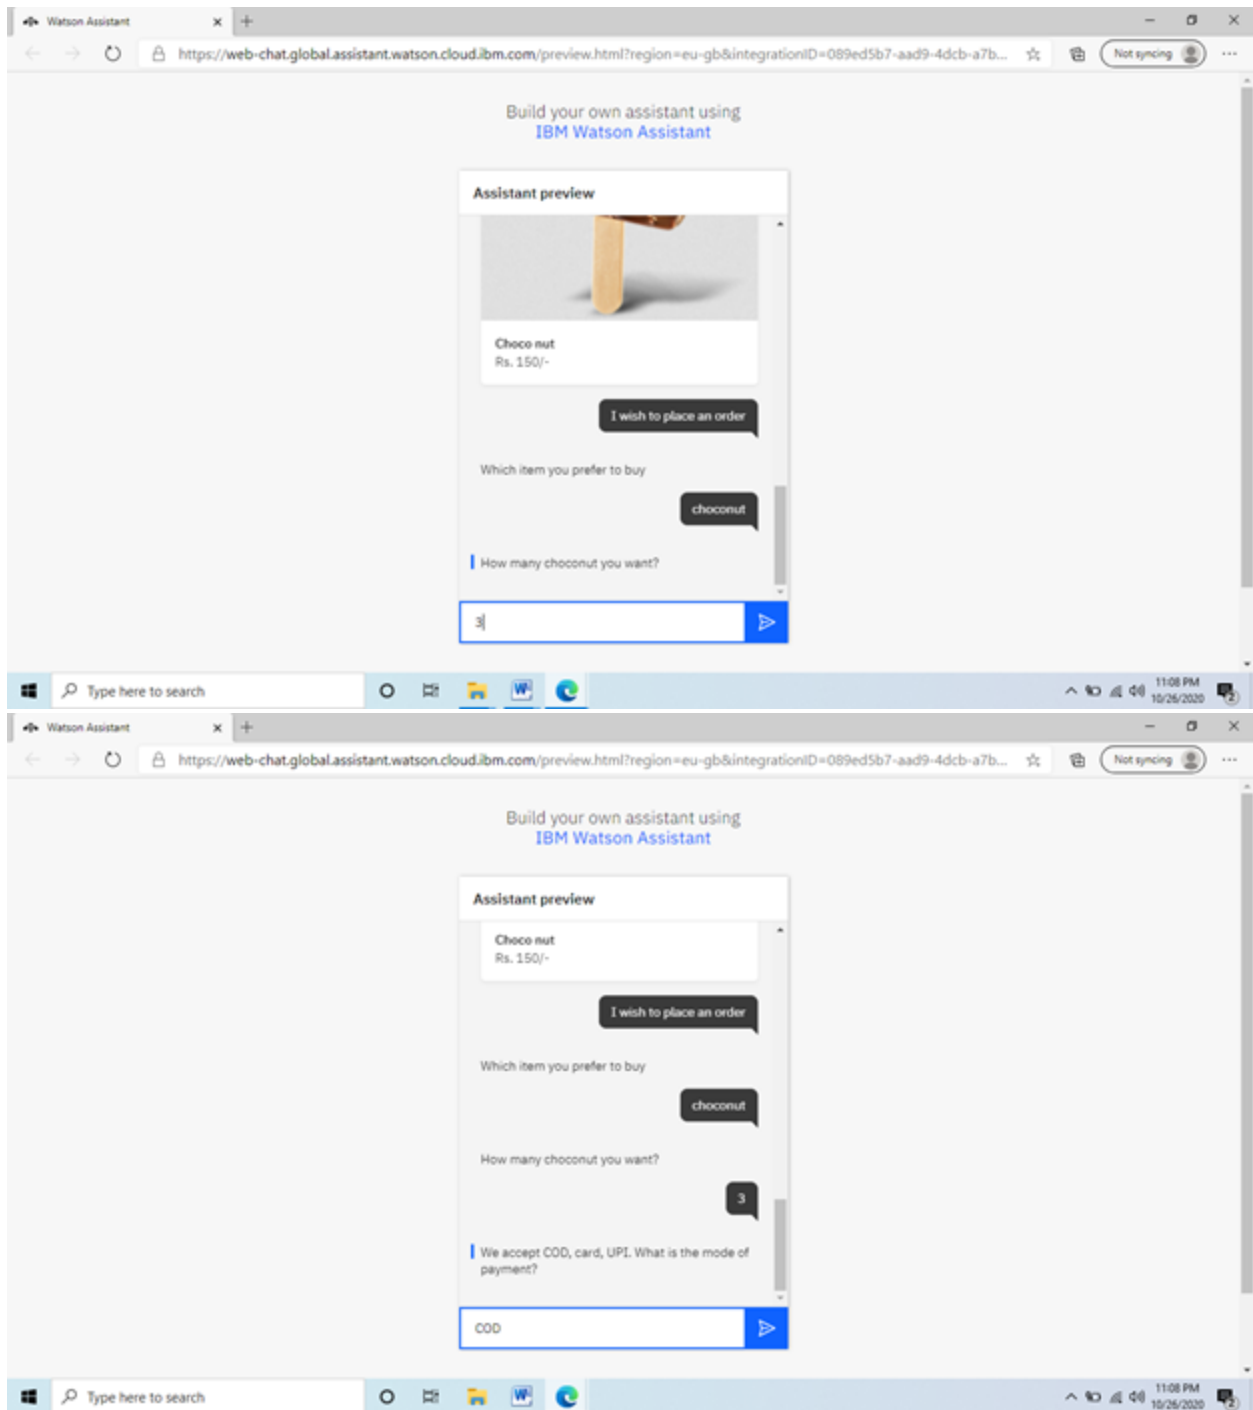 Watson Assistant
https://web-chat.global.assistant.watson.cloud.ibm.com/preview.html?region=eu-gb&integrationID=089ed5b7-aad9-4dcb-a7b...
Not syncing
Build your own assistant using
IBM Watson Assistant
Assistant preview
Choco nut
Rs. 150/-
I wish to place an order
Which item you prefer to buy
choconut
How many choconut you want?
3
Type here to search
11:08 PM
10/26/2020
2
Watson Assistant
https://web-chat.global.assistant.watson.cloud.ibm.com/preview.html?region=eu-gb&integrationID=089ed5b7-aad9-4dcb-a7b...
Not syncing
Build your own assistant using
IBM Watson Assistant
Assistant preview
Choco nut
Rs. 150/-
I wish to place an order
Which item you prefer to buy
choconut
How many choconut you want?
3
We accept COD, card, UPI. What is the mode of
payment?
COD
Type here to search
11:08 PM
10/26/2020
2